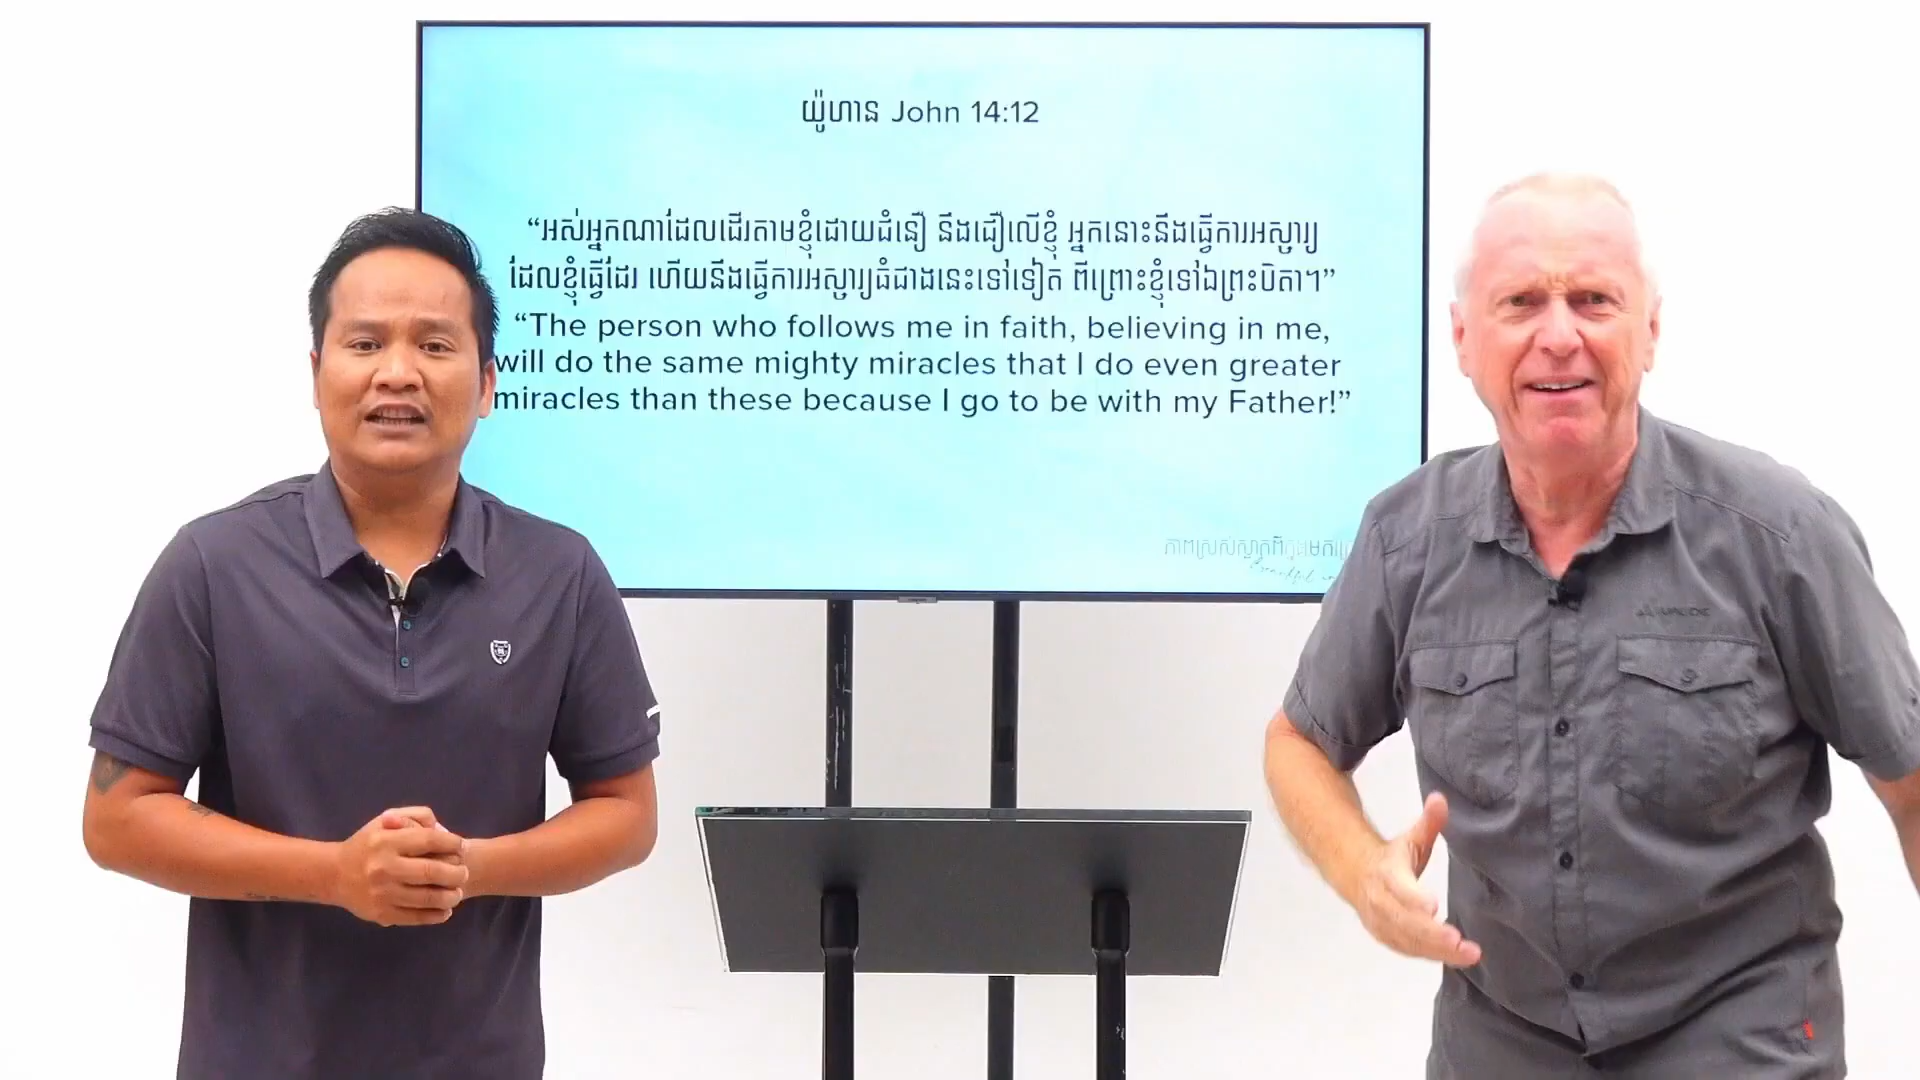 យ៉ូហាន John 14:12
“អស់អ្នកណាដែលដើរតាមខ្ញុំដោយជំនឿ នឹងជឿលើខ្ញុំ អ្នកនោះនឹងធ្វើការអស្ចារ្យ
ដែលខ្ញុំធ្វើដែរ ហើយនឹងធ្វើការអស្ចារ្យធំជាងនេះទៅទៀត ពីព្រោះខ្ញុំទៅឯព្រះបិតា។”
“The person who follows me in faith, believing in me,
will do the same mighty miracles that I do even greater
miracles than these because I go to be with my Father!”